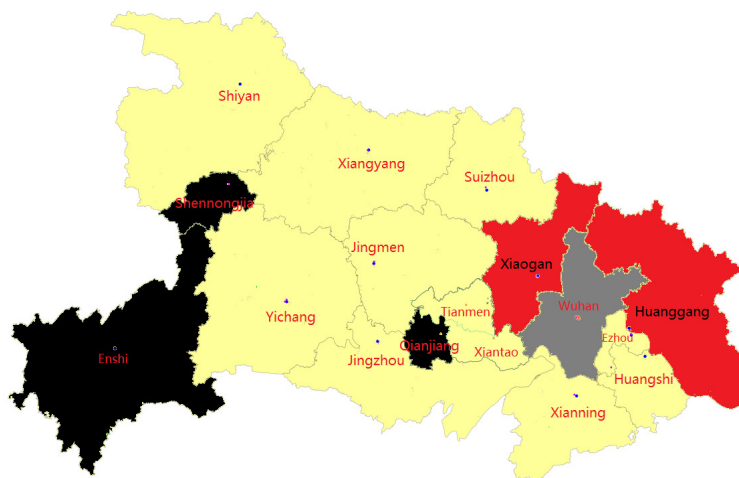 Shiyan
Xiangyang
Suizhou
Shennongjia
Jingmen
Xiaogan
Yichang
Tianmen
Wuhan
Huanggang
Enshi
Qianjiang
Jingzhou
Xiantao
Ezhou
Huangshi
Xianning